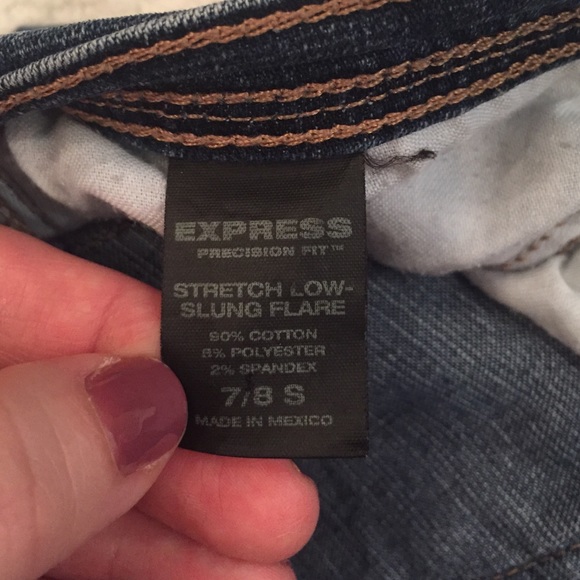 EXPRESS
PRECISION FIT™
STRETCH LOW-
SLUNG FLARE
90% COTTON
8% POLYESTER
2% SPANDEX
7/8 S
MADE IN MEXICO